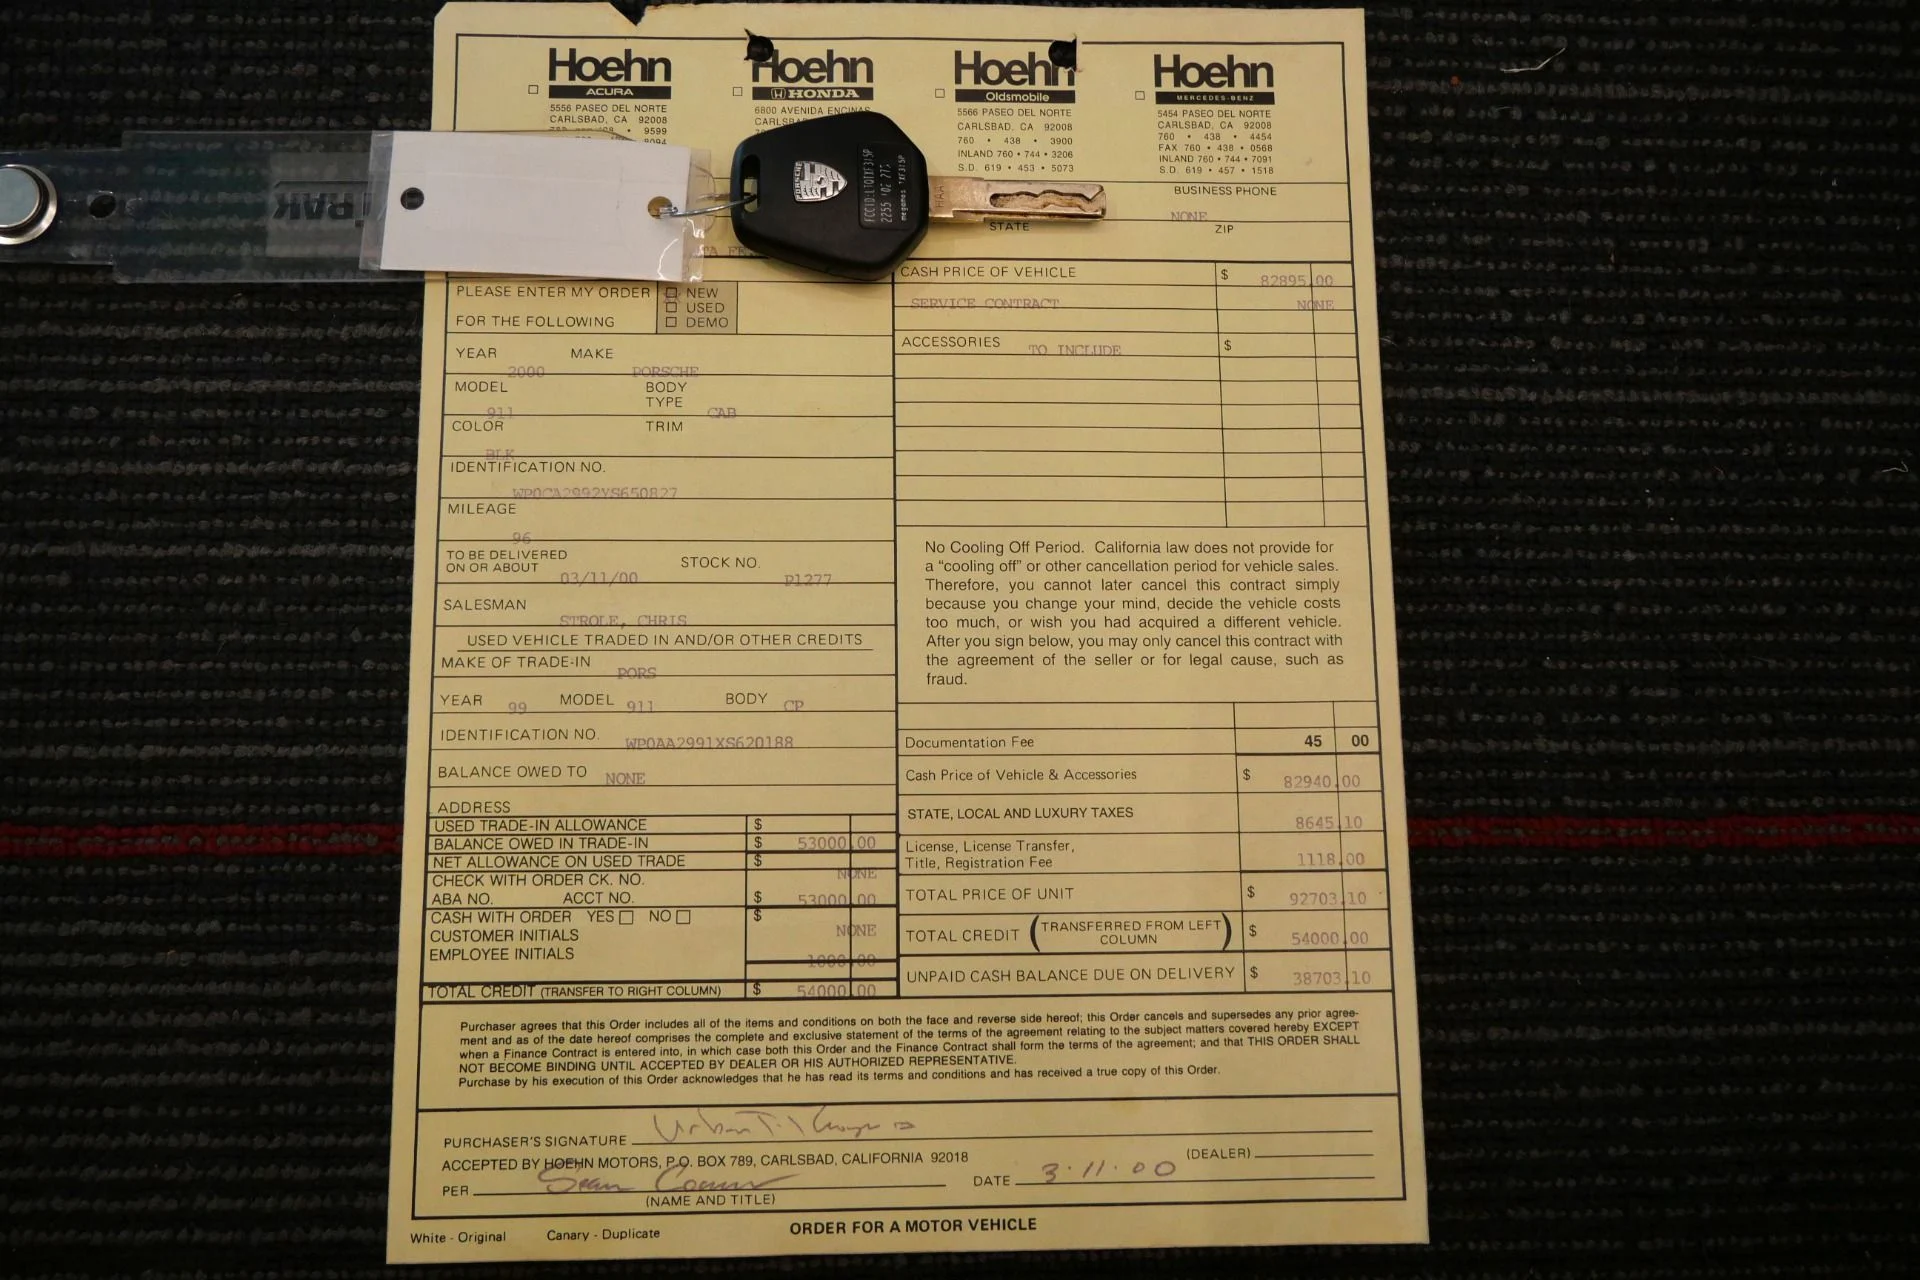 Hoehn
ACURA
5556 PASEO DEL NORTE
CARLSBAD, CA 92008
• 9599
Hoehn
HONDA
6800 AVENIDA ENCINAS
Hoehn
Oldsmobile
5566 PASEO DEL NORTE
CARLSBAD, CA 92008
760 • 438 • 3900
INLAND 760 • 744 • 3206
S.D. 619 • 453 • 5073
Hoehn
MERCEDES-BENZ
5454 PASEO DEL NORTE
CARLSBAD, CA 92008
760 • 438 • 4454
FAX 760 • 438 • 0568
INLAND 760 • 744 • 7091
S.D. 619 • 457 • 1518
PORSCHE
BUSINESS PHONE
NONE
STATE ZIP
PLEASE ENTER MY ORDER
FOR THE FOLLOWING
NEW
USED
DEMO
YEAR MAKE
2000 PORSCHE
MODEL BODY TYPE
911 CAB
COLOR TRIM
BLK
IDENTIFICATION NO.
WP0CA2992YS650827
MILEAGE
96
TO BE DELIVERED
ON OR ABOUT 03/11/00 STOCK NO. P1277
SALESMAN
STROLE, CHRIS
USED VEHICLE TRADED IN AND/OR OTHER CREDITS
MAKE OF TRADE-IN
PORS
YEAR 99 MODEL 911 BODY CP
IDENTIFICATION NO. WP0AA2991XS620188
BALANCE OWED TO NONE
ADDRESS
USED TRADE-IN ALLOWANCE $
BALANCE OWED IN TRADE-IN $ 53000 00
NET ALLOWANCE ON USED TRADE $
NONE
CHECK WITH ORDER CK. NO.
ABA NO. ACCT NO. $ 53000.00
CASH WITH ORDER YES NO $
CUSTOMER INITIALS NONE
EMPLOYEE INITIALS 1000.00
TOTAL CREDIT (TRANSFER TO RIGHT COLUMN) $ 54000.00
CASH PRICE OF VEHICLE $ 82895.00
SERVICE CONTRACT NONE
ACCESSORIES TO INCLUDE $
No Cooling Off Period. California law does not provide for
a "cooling off" or other cancellation period for vehicle sales.
Therefore, you cannot later cancel this contract simply
because you change your mind, decide the vehicle costs
too much, or wish you had acquired a different vehicle.
After you sign below, you may only cancel this contract with
the agreement of the seller or for legal cause, such as
fraud.
Documentation Fee 45 00
Cash Price of Vehicle & Accessories $ 82940.00
STATE, LOCAL AND LUXURY TAXES 8645.10
License, License Transfer,
Title, Registration Fee 1118.00
TOTAL PRICE OF UNIT $ 92703.10
TOTAL CREDIT (TRANSFERRED FROM LEFT COLUMN) $ 54000.00
UNPAID CASH BALANCE DUE ON DELIVERY $ 38703.10
Purchaser agrees that this Order includes all of the items and conditions on both the face and reverse side hereof; this Order cancels and supersedes any prior agree-
ment and as of the date hereof comprises the complete and exclusive statement of the terms of the agreement relating to the subject matters covered hereby EXCEPT
when a Finance Contract is entered into, in which case both this Order and the Finance Contract shall form the terms of the agreement; and that THIS ORDER SHALL
NOT BECOME BINDING UNTIL ACCEPTED BY DEALER OR HIS AUTHORIZED REPRESENTATIVE.
Purchase by his execution of this Order acknowledges that he has read its terms and conditions and has received a true copy of this Order.
PURCHASER'S SIGNATURE
ACCEPTED BY HOEHN MOTORS, P.O. BOX 789, CARLSBAD, CALIFORNIA 92018 (DEALER)
PER Sean DATE 3·11·00
(NAME AND TITLE)
White - Original Canary - Duplicate ORDER FOR A MOTOR VEHICLE